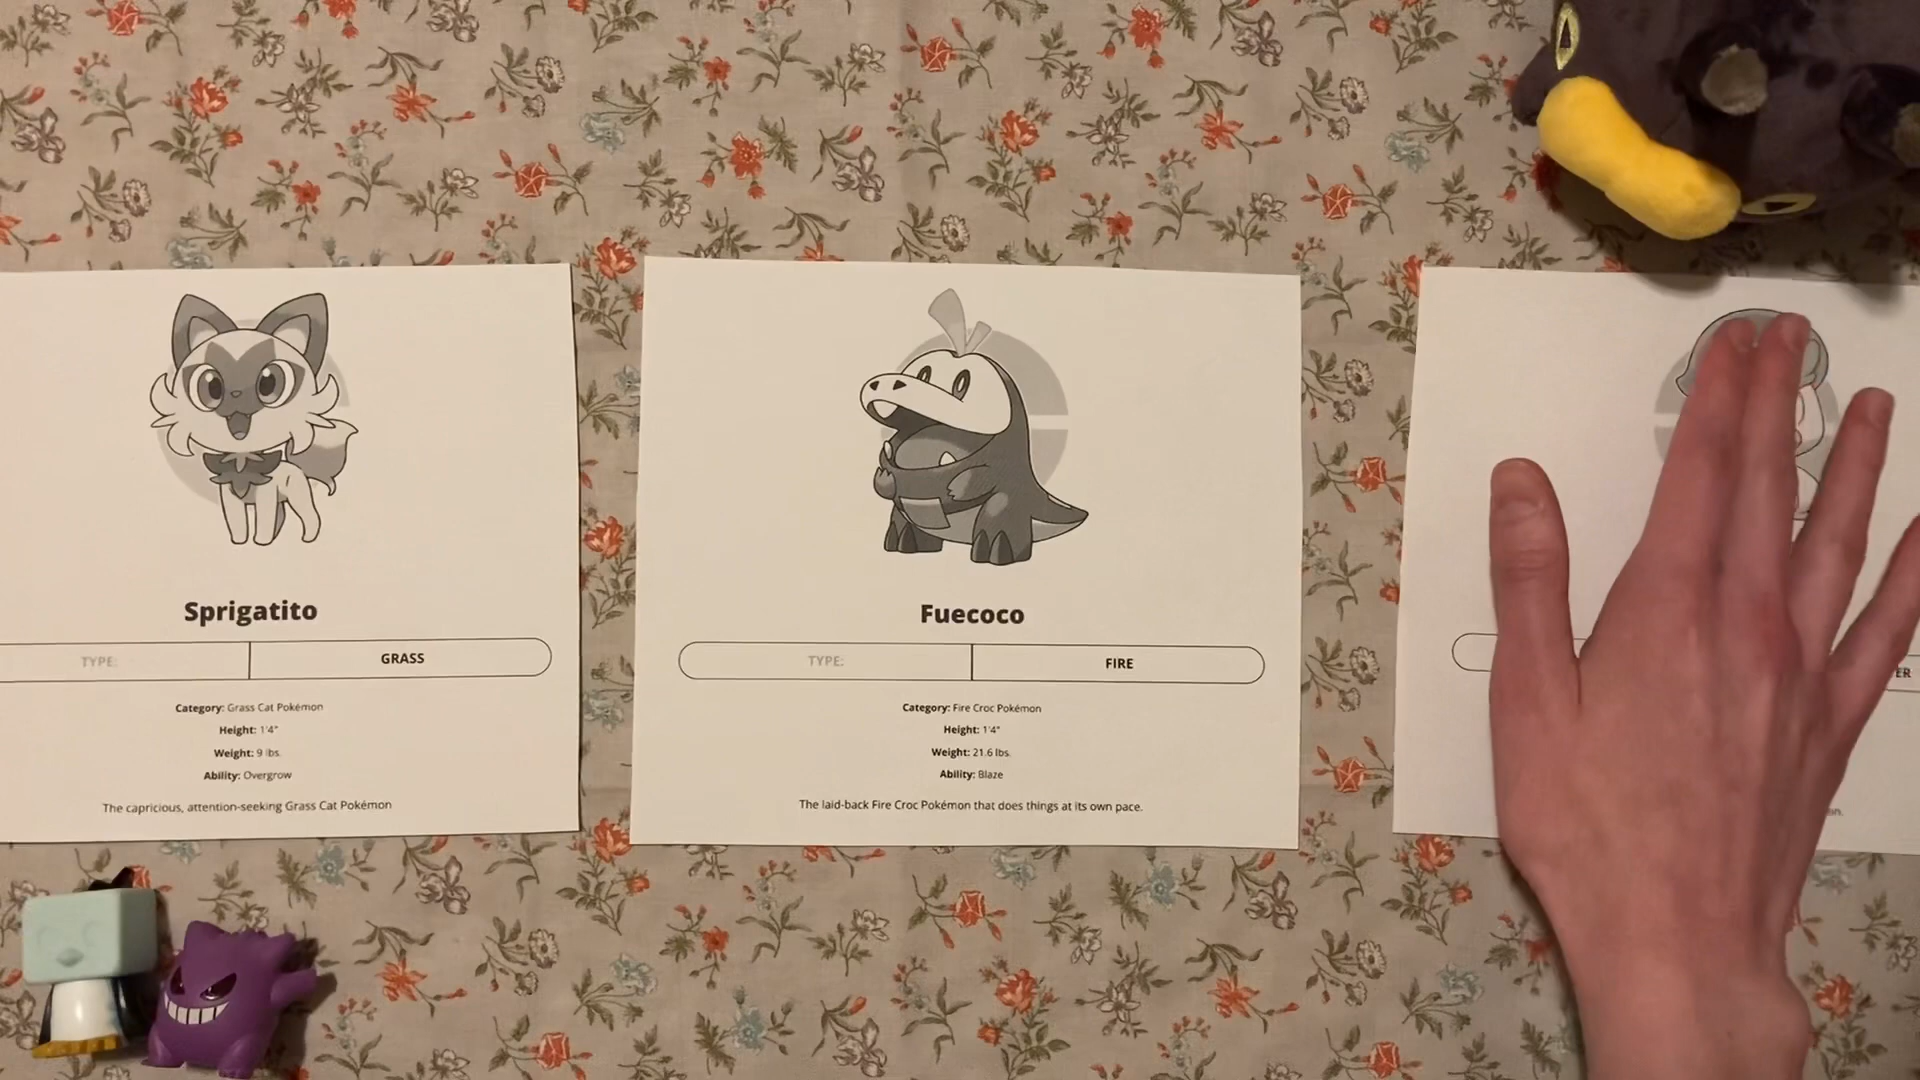 Sprigatito
TYPE:
GRASS
Category: Grass Cat Pokémon
Height: 1'4"
Weight: 9 lbs.
Ability: Overgrow
The capricious, attention-seeking Grass Cat Pokémon
Fuecoco
TYPE:
FIRE
Category: Fire Croc Pokémon
Height: 1'4"
Weight: 21.6 lbs.
Ability: Blaze
The laid-back Fire Croc Pokémon that does things at its own pace.
ER